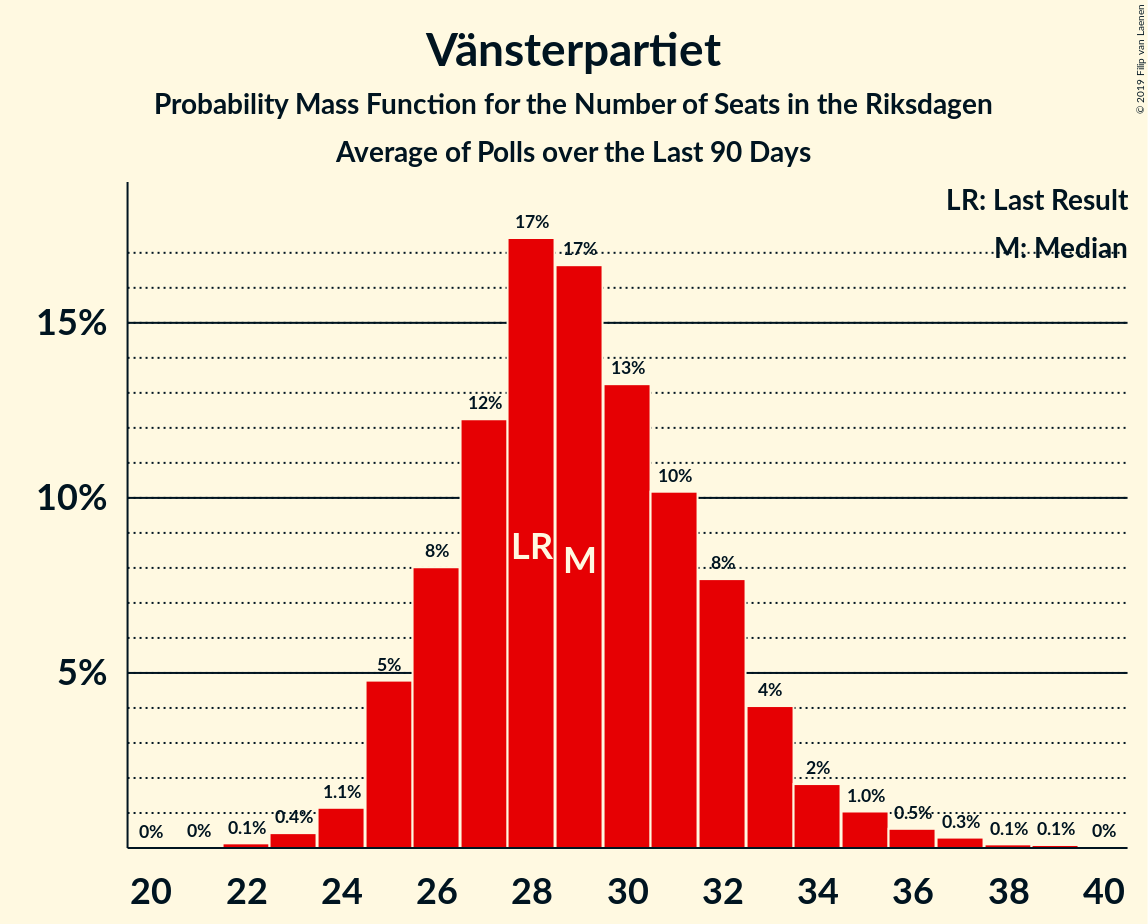 Vänsterpartiet
Probability Mass Function for the Number of Seats in the Riksdagen
Average of Polls over the Last 90 Days
© 2019 Filip van Laenen
LR: Last Result
M: Median
15%
10%
5%
0%
0%
0.1%
0.4%
1.1%
5%
8%
12%
17%
17%
13%
10%
8%
4%
2%
1.0%
0.5%
0.3%
0.1%
0.1%
0%
LR
M
20 22 24 26 28 30 32 34 36 38 40